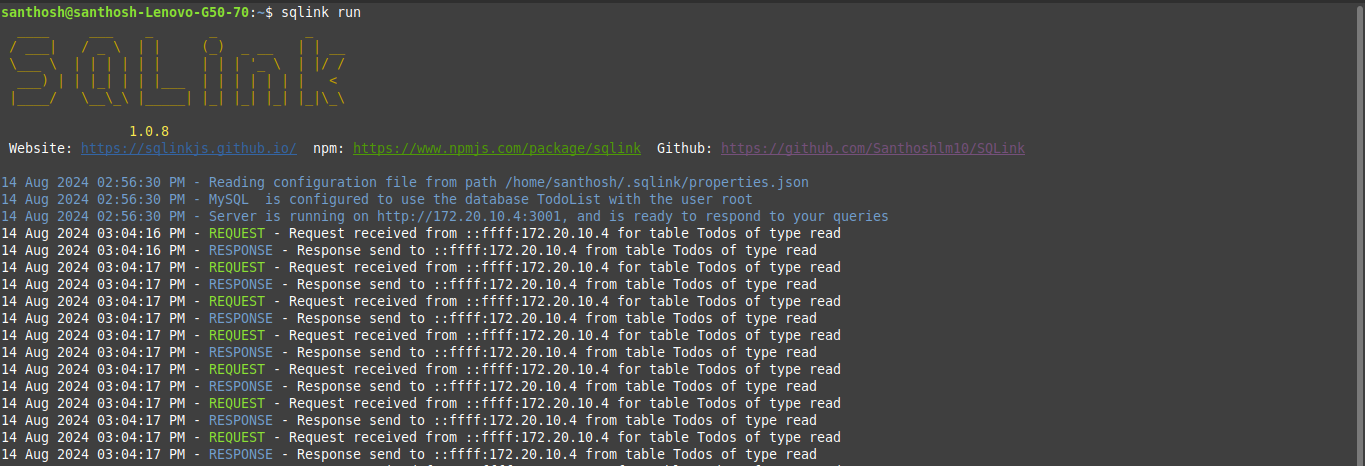 santhosh@santhosh-Lenovo-G50-70:~$ sqlink run
SQLink
1.0.8
Website: https://sqlinkjs.github.io/  npm: https://www.npmjs.com/package/sqlink  Github: https://github.com/Santhoshlm10/SQLink
14 Aug 2024 02:56:30 PM - Reading configuration file from path /home/santhosh/.sqlink/properties.json
14 Aug 2024 02:56:30 PM - MySQL  is configured to use the database TodoList with the user root
14 Aug 2024 02:56:30 PM - Server is running on http://172.20.10.4:3001, and is ready to respond to your queries
14 Aug 2024 03:04:16 PM - REQUEST - Request received from ::ffff:172.20.10.4 for table Todos of type read
14 Aug 2024 03:04:16 PM - RESPONSE - Response send to ::ffff:172.20.10.4 from table Todos of type read
14 Aug 2024 03:04:17 PM - REQUEST - Request received from ::ffff:172.20.10.4 for table Todos of type read
14 Aug 2024 03:04:17 PM - RESPONSE - Response send to ::ffff:172.20.10.4 from table Todos of type read
14 Aug 2024 03:04:17 PM - REQUEST - Request received from ::ffff:172.20.10.4 for table Todos of type read
14 Aug 2024 03:04:17 PM - RESPONSE - Response send to ::ffff:172.20.10.4 from table Todos of type read
14 Aug 2024 03:04:17 PM - REQUEST - Request received from ::ffff:172.20.10.4 for table Todos of type read
14 Aug 2024 03:04:17 PM - RESPONSE - Response send to ::ffff:172.20.10.4 from table Todos of type read
14 Aug 2024 03:04:17 PM - REQUEST - Request received from ::ffff:172.20.10.4 for table Todos of type read
14 Aug 2024 03:04:17 PM - RESPONSE - Response send to ::ffff:172.20.10.4 from table Todos of type read
14 Aug 2024 03:04:17 PM - REQUEST - Request received from ::ffff:172.20.10.4 for table Todos of type read
14 Aug 2024 03:04:17 PM - RESPONSE - Response send to ::ffff:172.20.10.4 from table Todos of type read
14 Aug 2024 03:04:17 PM - REQUEST - Request received from ::ffff:172.20.10.4 for table Todos of type read
14 Aug 2024 03:04:17 PM - RESPONSE - Response send to ::ffff:172.20.10.4 from table Todos of type read